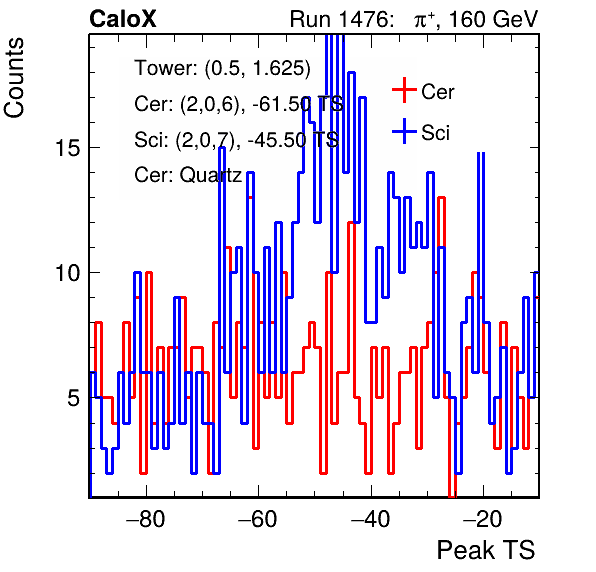 CaloX Run 1476: π⁺, 160 GeV
Counts
Tower: (0.5, 1.625)
Cer: (2,0,6), -61.50 TS
Sci: (2,0,7), -45.50 TS
Cer: Quartz
Cer
Sci
15
10
5
−80 −60 −40 −20
Peak TS